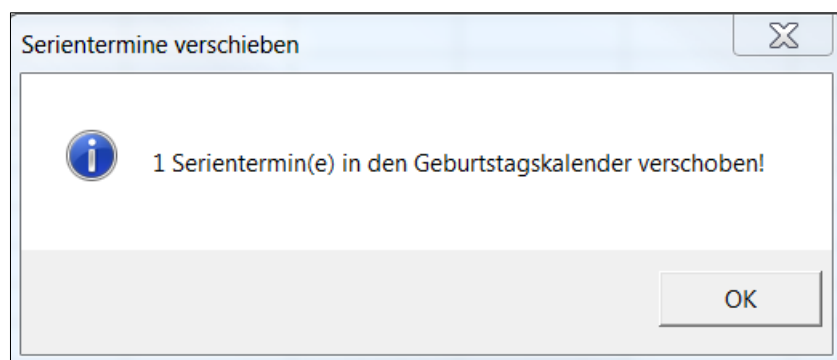 Serientermine verschieben
1 Serientermin(e) in den Geburtstagskalender verschoben!
OK